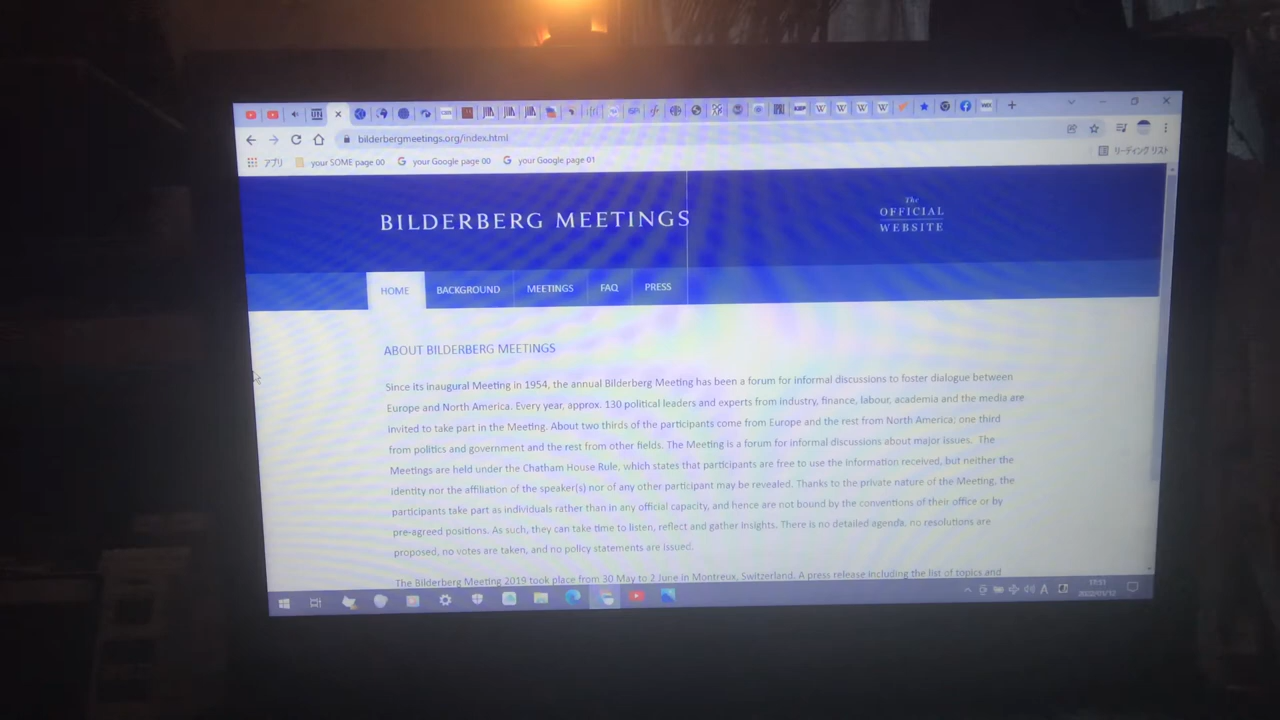 bilderbergmeetings.org/index.html
アプリ your SOME page 00 your Google page 00 your Google page 01 リーディング リスト
BILDERBERG MEETINGS
The
OFFICIAL
WEBSITE
HOME BACKGROUND MEETINGS FAQ PRESS
ABOUT BILDERBERG MEETINGS
Since its inaugural Meeting in 1954, the annual Bilderberg Meeting has been a forum for informal discussions to foster dialogue between
Europe and North America. Every year, approx. 130 political leaders and experts from industry, finance, labour, academia and the media are
invited to take part in the Meeting. About two thirds of the participants come from Europe and the rest from North America; one third
from politics and government and the rest from other fields. The Meeting is a forum for informal discussions about major issues. The
Meetings are held under the Chatham House Rule, which states that participants are free to use the information received, but neither the
identity nor the affiliation of the speaker(s) nor of any other participant may be revealed. Thanks to the private nature of the Meeting, the
participants take part as individuals rather than in any official capacity, and hence are not bound by the conventions of their office or by
pre-agreed positions. As such, they can take time to listen, reflect and gather insights. There is no detailed agenda, no resolutions are
proposed, no votes are taken, and no policy statements are issued.
The Bilderberg Meeting 2019 took place from 30 May to 2 June in Montreux, Switzerland. A press release including the list of topics and
A
17:51
2022/01/12